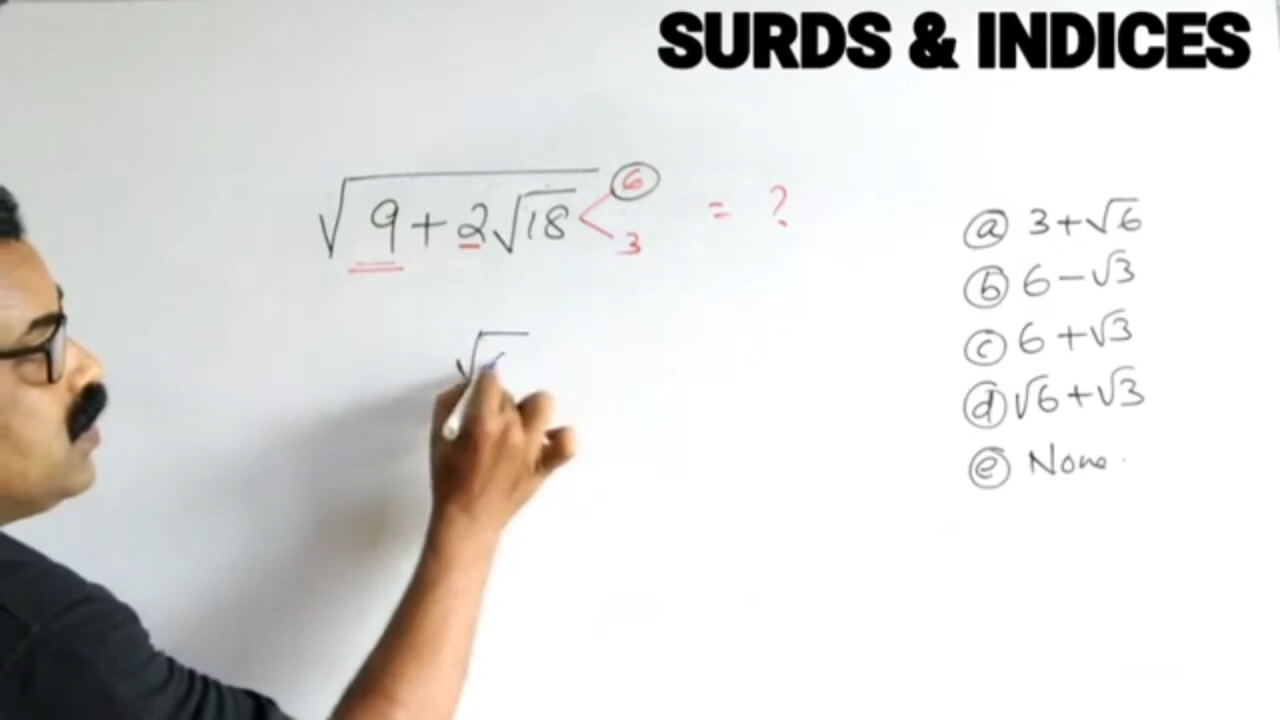 SURDS & INDICES
√(9+2√18) < 6 3 = ?
ⓐ 3+√6
ⓑ 6-√3
ⓒ 6+√3
ⓓ √6+√3
ⓔ None.
√